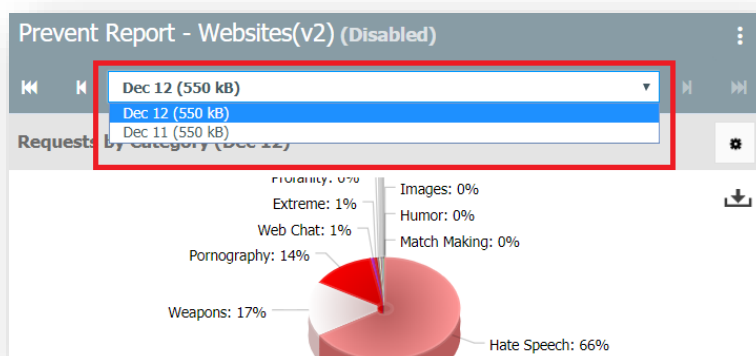 Prevent Report - Websites(v2) (Disabled)
Dec 12 (550 kB)
Dec 12 (550 kB)
Dec 11 (550 kB)
Requests by Category (Dec 12)
Profanity: 0%
Images: 0%
Extreme: 1%
Humor: 0%
Web Chat: 1%
Match Making: 0%
Pornography: 14%
Weapons: 17%
Hate Speech: 66%